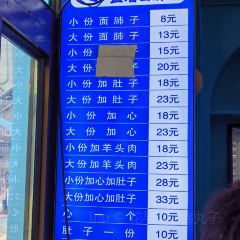 小份面肺子 8元
大份面肺子 13元
小份 子 15元
大份 子 20元
小份加肚子 18元
大份加肚子 23元
小份加心 18元
大份加心 23元
小份加羊头肉 18元
大份加羊头肉 23元
小份加心加肚子 28元
大份加心加肚子 33元
心个 10元
肚子一份 10元